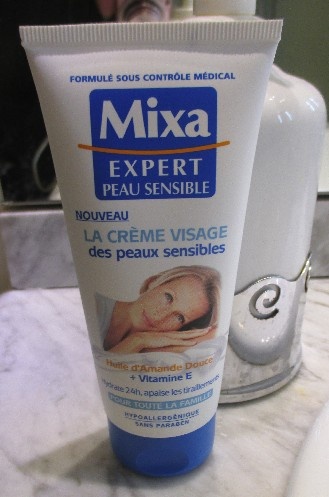 FORMULÉ SOUS CONTRÔLE MÉDICAL
Mixa
EXPERT
PEAU SENSIBLE
NOUVEAU
LA CRÈME VISAGE
des peaux sensibles
Huile d'Amande Douce
+ Vitamine E
Hydrate 24h, apaise les tiraillements
POUR TOUTE LA FAMILLE
HYPOALLERGÉNIQUE
SANS PARABÈN